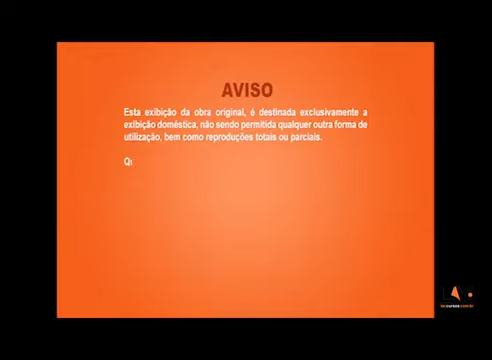 AVISO
Esta exibição da obra original, é destinada exclusivamente a
exibição doméstica, não sendo permitida qualquer outra forma de
utilização, bem como reproduções totais ou parciais.